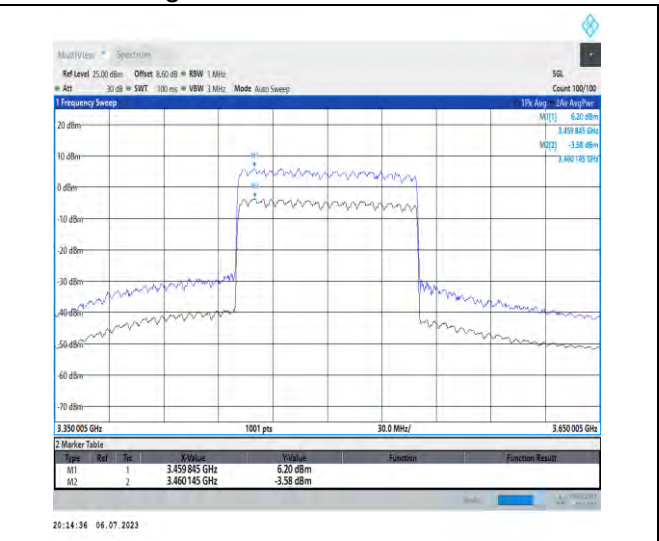 MultiView Spectrum
Ref Level 25.00 dBm Offset 8.60 dB RBW 1 MHz SGL
Att 30 dB SWT 100 ms VBW 3 MHz Mode Auto Sweep Count 100/100
1 Frequency Sweep 1Pk Avg 2Av AvgPwr
M1[1] 6.20 dBm
3.459 845 GHz
M2[2] -3.58 dBm
3.460 145 GHz
20 dBm
10 dBm
M1
0 dBm
M2
-10 dBm
-20 dBm
-30 dBm
-40 dBm
-50 dBm
-60 dBm
-70 dBm
3.350 005 GHz 1001 pts 30.0 MHz/ 3.650 005 GHz
2 Marker Table
Type Ref Trc X-Value Y-Value Function Function Result
M1 1 3.459 845 GHz 6.20 dBm
M2 2 3.460 145 GHz -3.58 dBm
20:14:36 06.07.2023